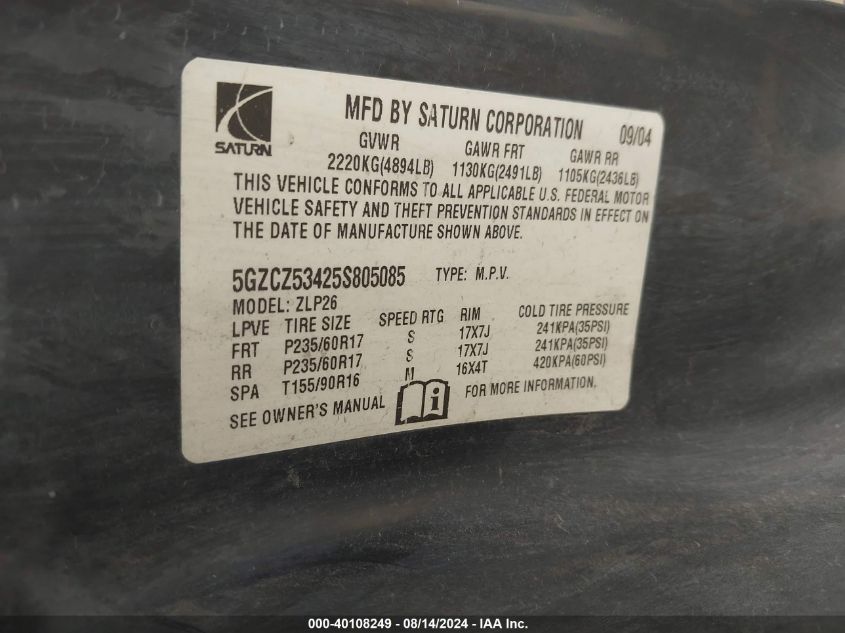 MFD BY SATURN CORPORATION 09/04
SATURN
GVWR GAWR FRT GAWR RR
2220KG(4894LB) 1130KG(2491LB) 1105KG(2436LB)
THIS VEHICLE CONFORMS TO ALL APPLICABLE U.S. FEDERAL MOTOR
VEHICLE SAFETY AND THEFT PREVENTION STANDARDS IN EFFECT ON
THE DATE OF MANUFACTURE SHOWN ABOVE.
5GZCZ53425S805085 TYPE: M.P.V.
MODEL: ZLP26
LPVE TIRE SIZE SPEED RTG RIM COLD TIRE PRESSURE
FRT P235/60R17 S 17X7J 241KPA(35PSI)
RR P235/60R17 S 17X7J 241KPA(35PSI)
SPA T155/90R16 M 16X4T 420KPA(60PSI)
SEE OWNER'S MANUAL i FOR MORE INFORMATION.
000-40108249 - 08/14/2024 - IAA Inc.